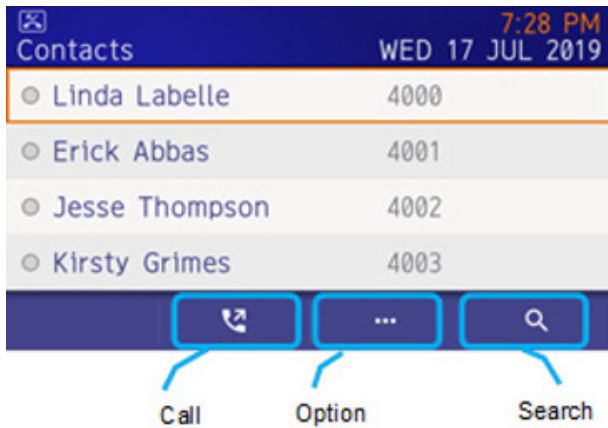 7:28 PM
Contacts WED 17 JUL 2019
Linda Labelle 4000
Erick Abbas 4001
Jesse Thompson 4002
Kirsty Grimes 4003
Call Option Search